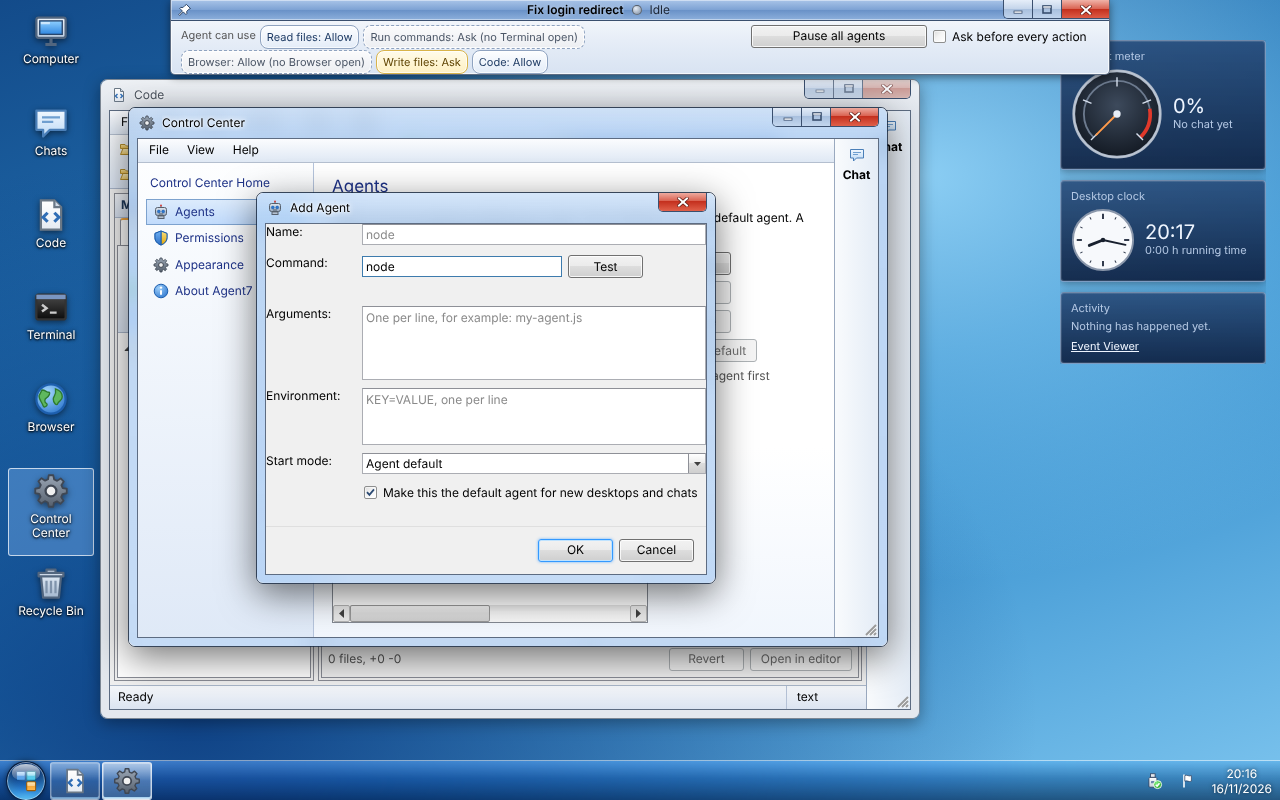 Fix login redirect Idle
Agent can use Read files: Allow Run commands: Ask (no Terminal open)
Pause all agents Ask before every action
Browser: Allow (no Browser open) Write files: Ask Code: Allow
Computer
Chats
Code
Terminal
Browser
Control
Center
Recycle Bin
Code
Control Center
File View Help
Chat
Control Center Home
Agents
Permissions
Appearance
About Agent7
Agents
default agent. A
Add Agent
Name: node
Command: node Test
Arguments: One per line, for example: my-agent.js
Environment: KEY=VALUE, one per line
Start mode: Agent default
Make this the default agent for new desktops and chats
OK Cancel
efault
agent first
0 files, +0 -0 Revert Open in editor
Ready text
meter
0%
No chat yet
Desktop clock
20:17
0:00 h running time
Activity
Nothing has happened yet.
Event Viewer
20:16
16/11/2026